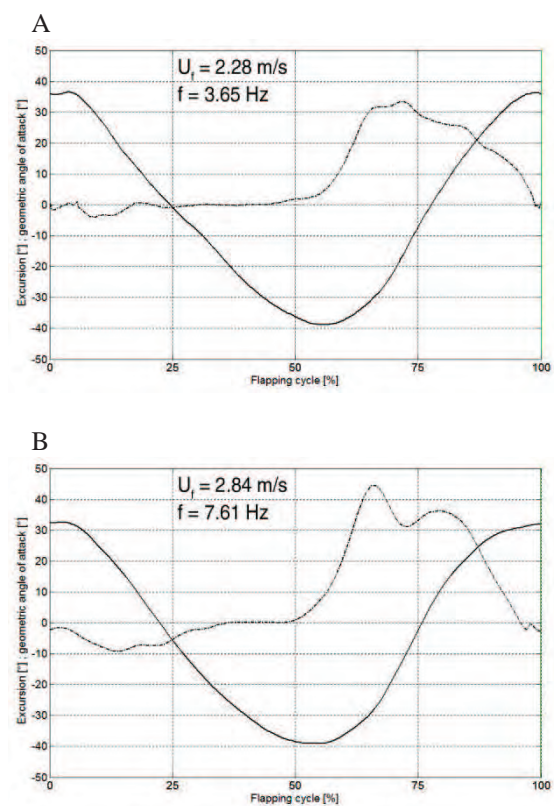 A
50
40
30
20
10
0
-10
-20
-30
-40
-50
Excursion [°] ; geometric angle of attack [°]
U_f = 2.28 m/s
f = 3.65 Hz
0 25 50 75 100
Flapping cycle [%]
B
50
40
30
20
10
0
-10
-20
-30
-40
-50
Excursion [°] ; geometric angle of attack [°]
U_f = 2.84 m/s
f = 7.61 Hz
0 25 50 75 100
Flapping cycle [%]